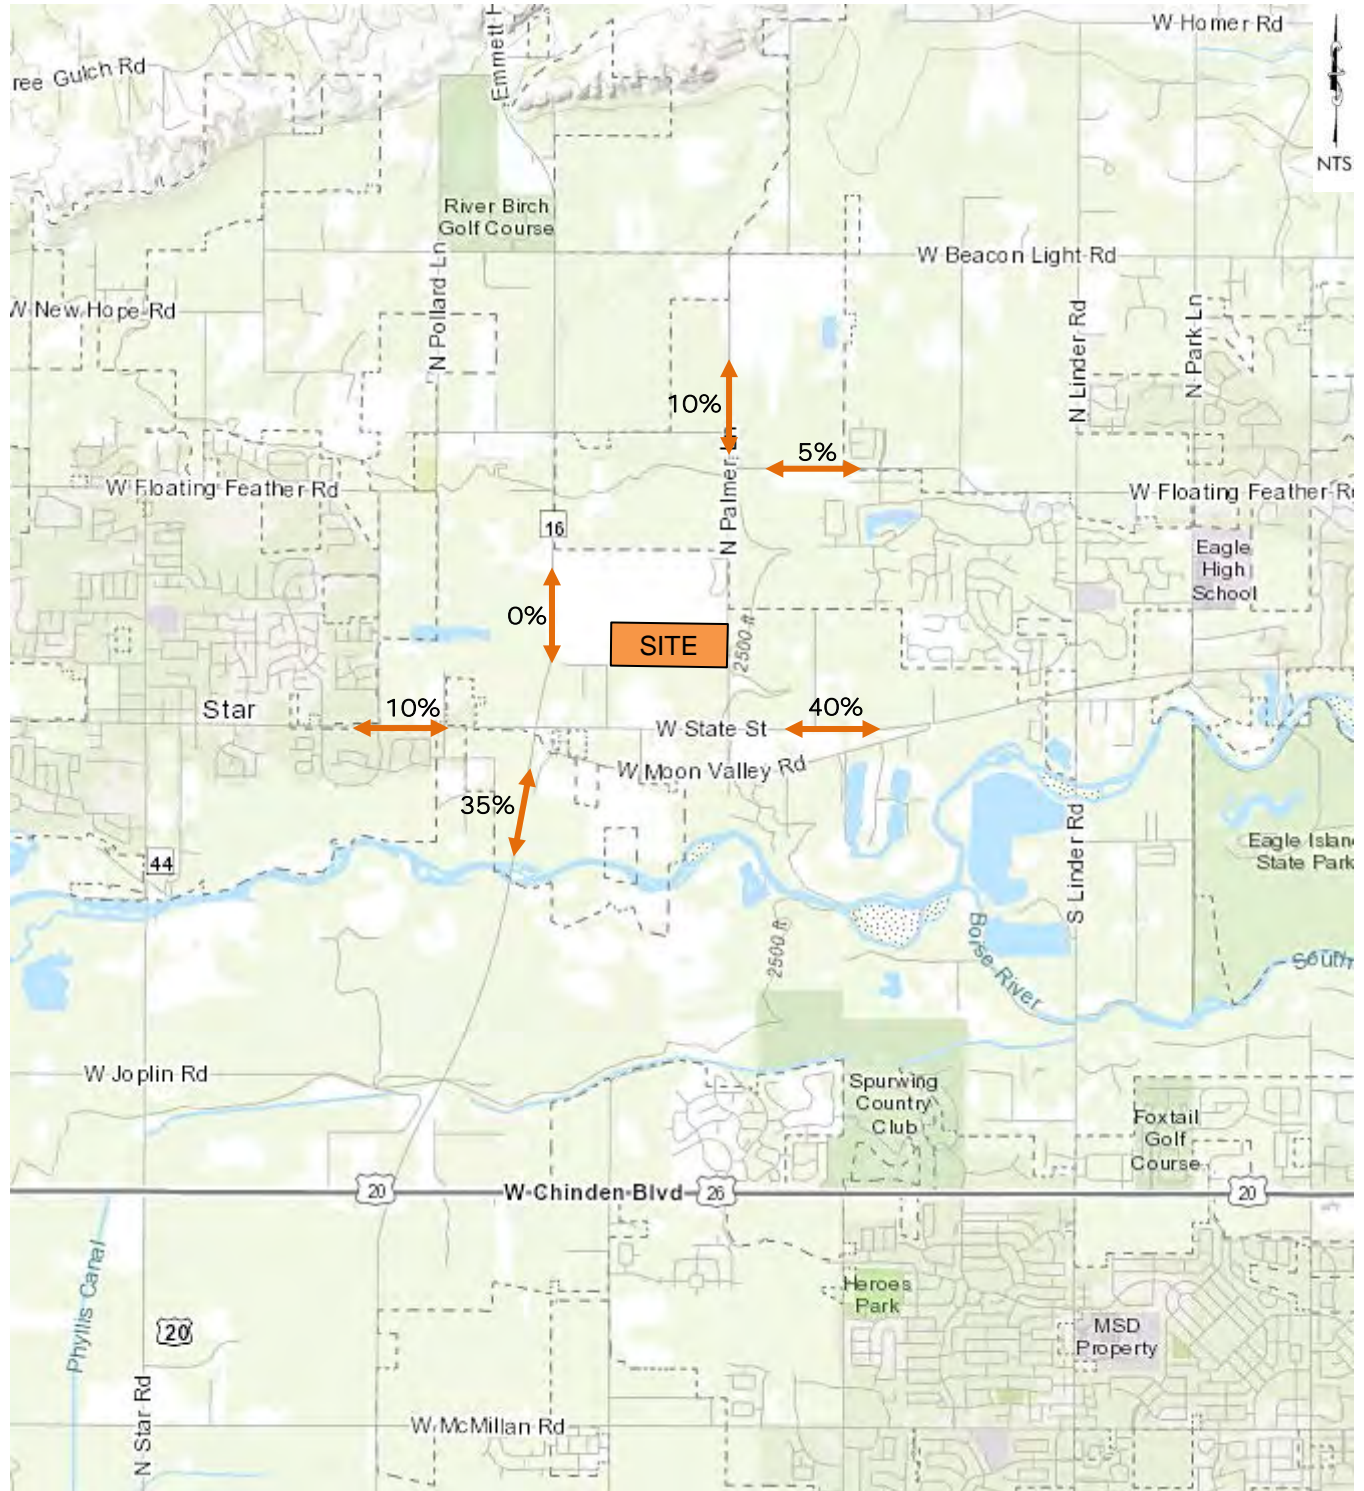 W Homer Rd
Emmett H
ree Gulch Rd
NTS
River Birch
Golf Course
W Beacon Light Rd
N Pollard Ln
W New Hope Rd
N Linder Rd
N Park Ln
10%
N Palmer Ln
5%
W Floating Feather Rd
W Floating Feather R
16
Eagle
High
School
0%
SITE
2500 ft
Star
10%
40%
W State St
W Moon Valley Rd
35%
S Linder Rd
44
Eagle Islan
State Park
2500 ft
Boise River
South
W Joplin Rd
Spurwing
Country
Club
Foxtail
Golf
Course
20
W Chinden Blvd
26
20
Phyllis Canal
Heroes
Park
20
MSD
Property
N Star Rd
W McMillan Rd